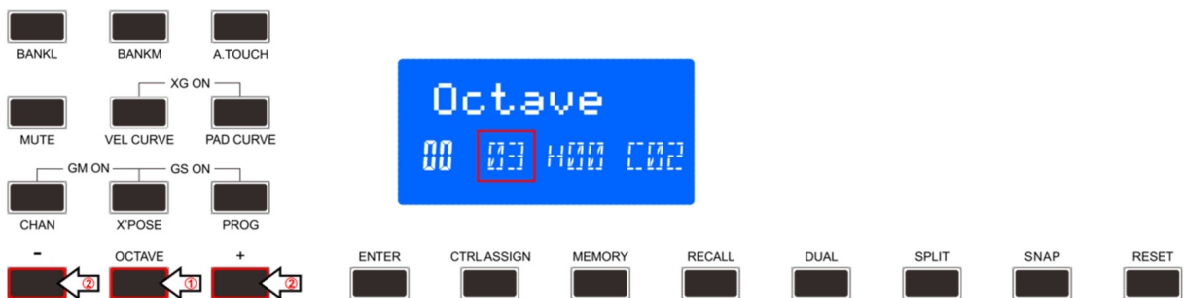 BANKL BANKM A.TOUCH
XG ON
MUTE VEL CURVE PAD CURVE
GM ON GS ON
CHAN X'POSE PROG
Octave
00 03 H00 C02
- OCTAVE + ENTER CTRLASSIGN MEMORY RECALL DUAL SPLIT SNAP RESET
② ① ②